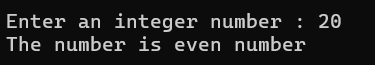 Enter an integer number : 20
The number is even number